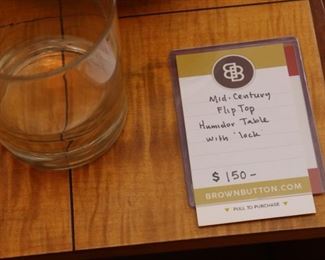 BB
Mid-Century
Flip Top
Humidor Table
with lock
$150-
BROWNBUTTON.COM
PULL TO PURCHASE